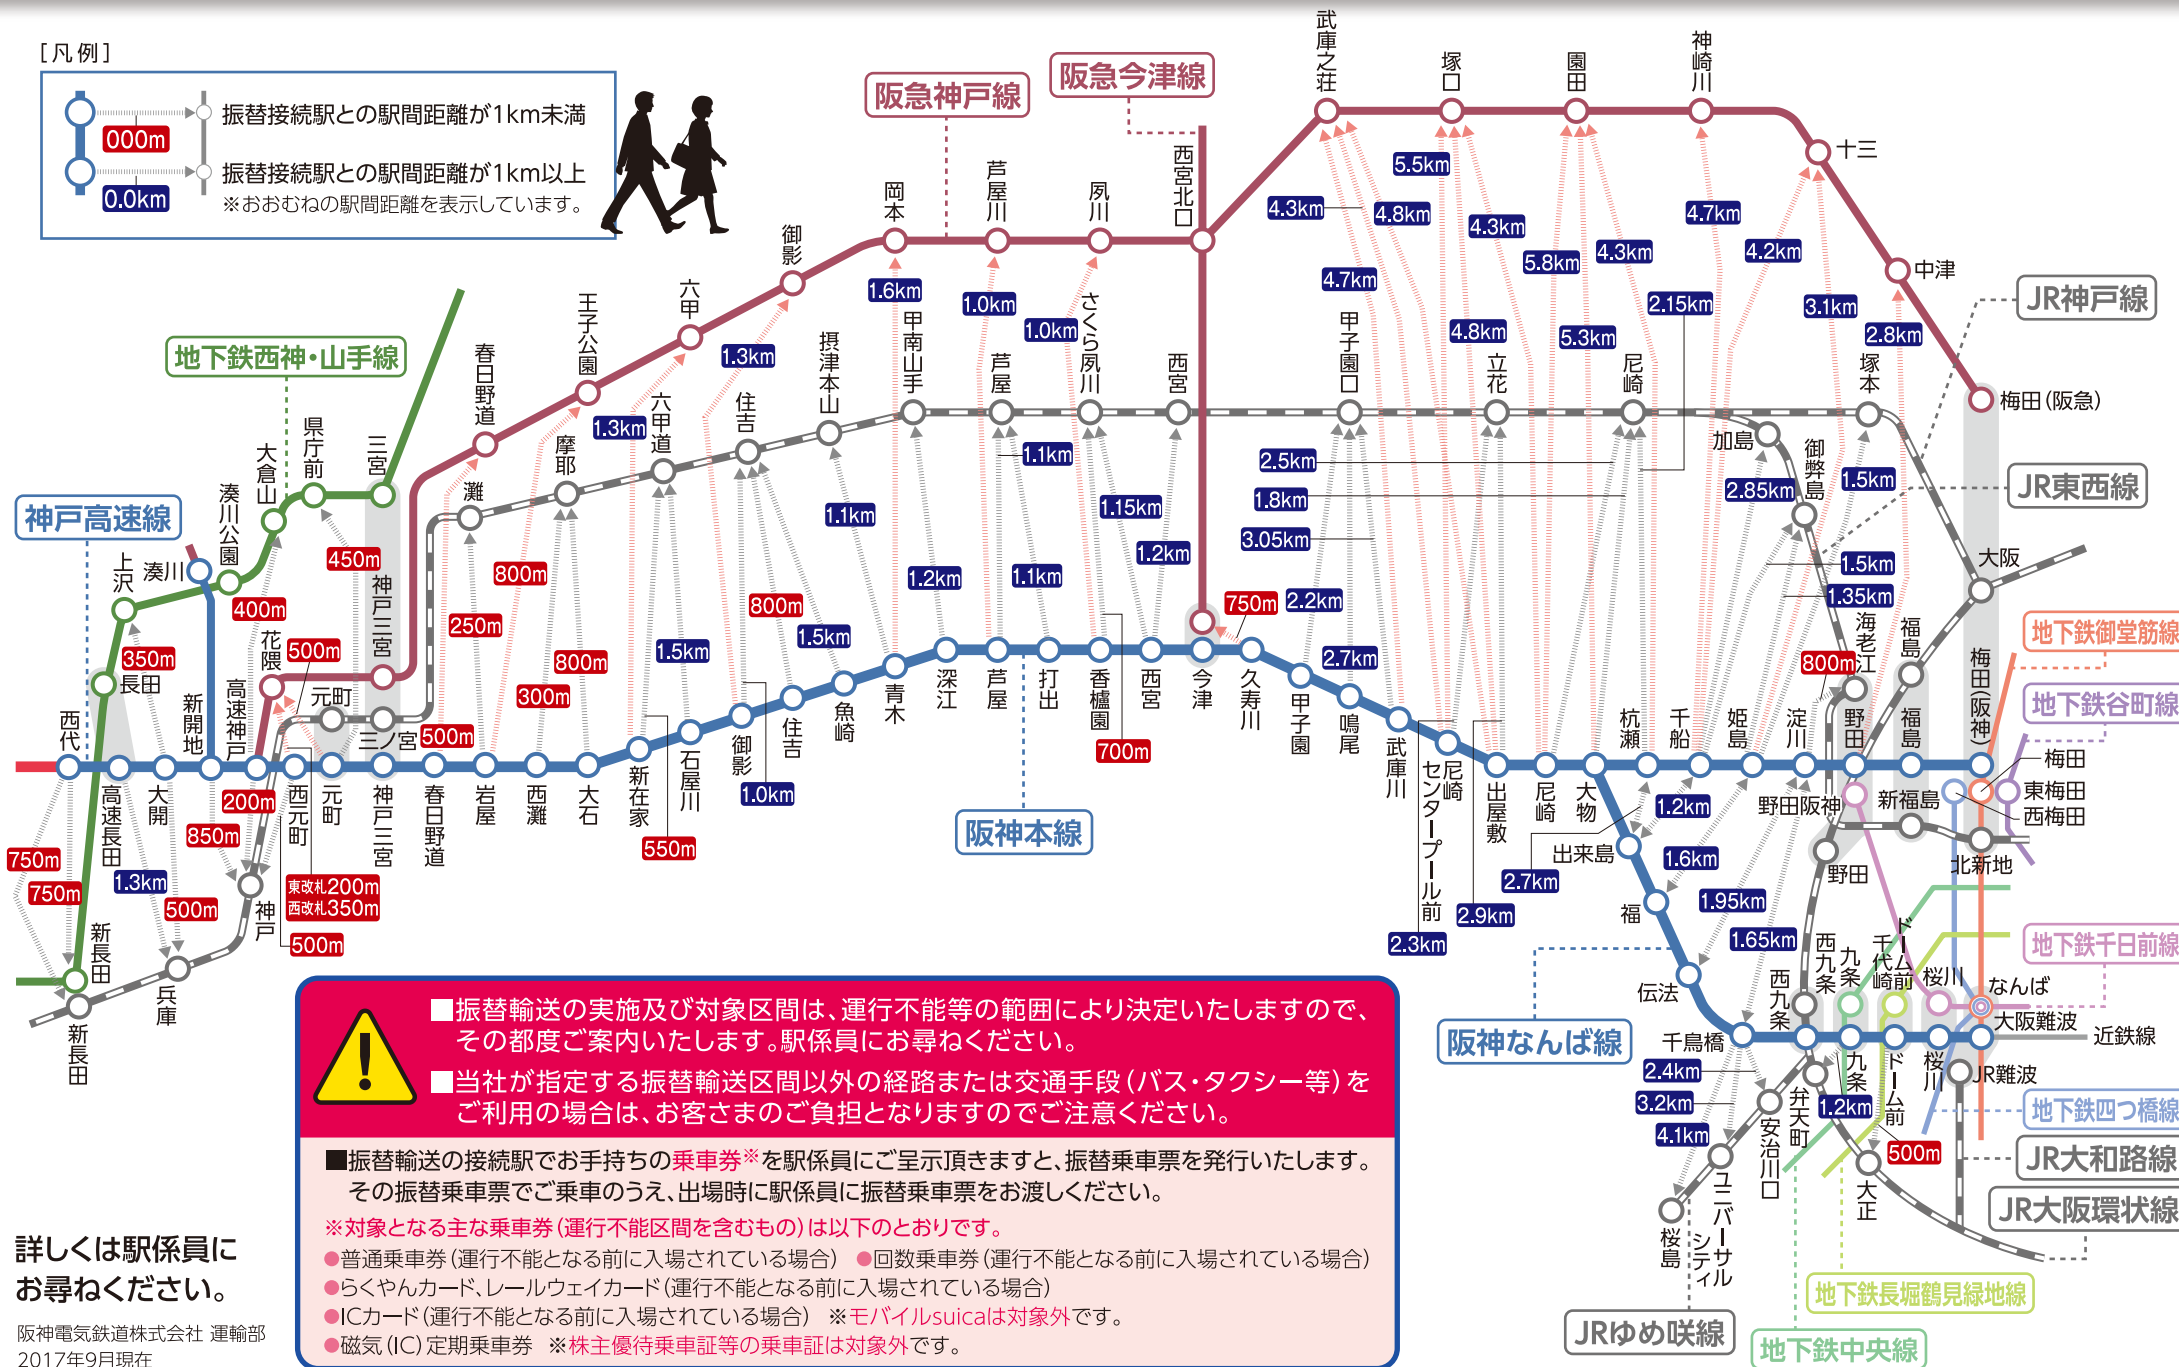 [凡例]
振替接続駅との駅間距離が1km未満
000m
振替接続駅との駅間距離が1km以上
0.0km
※おおむねの駅間距離を表示しています。
阪急神戸線
阪急今津線
武庫之荘
塚口
園田
神崎川
十三
中津
梅田(阪急)
西宮北口
夙川
芦屋川
岡本
御影
六甲
王子公園
春日野道
神戸三宮
花隈
4.3km
4.8km
5.5km
4.3km
5.8km
4.3km
4.7km
4.2km
4.7km
4.8km
5.3km
2.15km
3.1km
2.8km
1.6km
1.0km
1.0km
1.3km
1.3km
JR神戸線
JR東西線
地下鉄西神・山手線
三宮
県庁前
大倉山
湊川公園
上沢
長田
新長田
神戸高速線
湊川
灘
摩耶
六甲道
住吉
摂津本山
甲南山手
芦屋
さくら夙川
西宮
甲子園口
立花
尼崎
塚本
加島
御幣島
大阪
海老江
福島
三ノ宮
元町
神戸
兵庫
新長田
1.1km
2.5km
1.8km
3.05km
2.85km
1.5km
1.5km
1.35km
1.1km
1.15km
1.2km
1.2km
1.1km
450m
400m
350m
500m
250m
800m
800m
300m
500m
800m
1.5km
1.5km
750m
2.2km
2.7km
800m
西代
高速長田
大開
新開地
高速神戸
西元町
元町
神戸三宮
春日野道
岩屋
西灘
大石
新在家
石屋川
御影
住吉
魚崎
青木
深江
芦屋
打出
香櫨園
西宮
今津
今津
久寿川
甲子園
鳴尾
武庫川
尼崎センタープール前
出屋敷
尼崎
大物
杭瀬
千船
姫島
淀川
野田
福島
梅田(阪神)
750m
750m
1.3km
500m
850m
200m
東改札200m
西改札350m
500m
550m
1.0km
700m
2.3km
2.9km
2.7km
1.2km
1.6km
1.95km
1.65km
阪神本線
阪神なんば線
出来島
福
伝法
千鳥橋
西九条
九条
ドーム前
桜川
大阪難波
近鉄線
地下鉄御堂筋線
地下鉄谷町線
梅田
東梅田
西梅田
野田阪神
新福島
北新地
野田
西九条
九条
ドーム前千代崎
桜川
なんば
地下鉄千日前線
JR難波
地下鉄四つ橋線
2.4km
3.2km
4.1km
1.2km
500m
弁天町
安治川口
ユニバーサルシティ
桜島
大正
JR大和路線
JR大阪環状線
地下鉄長堀鶴見緑地線
JRゆめ咲線
地下鉄中央線
■振替輸送の実施及び対象区間は、運行不能等の範囲により決定いたしますので、
その都度ご案内いたします。駅係員にお尋ねください。
■当社が指定する振替輸送区間以外の経路または交通手段(バス・タクシー等)を
ご利用の場合は、お客さまのご負担となりますのでご注意ください。
■振替輸送の接続駅でお手持ちの乗車券※を駅係員にご呈示頂きますと、振替乗車票を発行いたします。
その振替乗車票でご乗車のうえ、出場時に駅係員に振替乗車票をお渡しください。
※対象となる主な乗車券(運行不能区間を含むもの)は以下のとおりです。
●普通乗車券(運行不能となる前に入場されている場合) ●回数乗車券(運行不能となる前に入場されている場合)
●らくやんカード、レールウェイカード(運行不能となる前に入場されている場合)
●ICカード(運行不能となる前に入場されている場合) ※モバイルsuicaは対象外です。
●磁気(IC)定期乗車券 ※株主優待乗車証等の乗車証は対象外です。
詳しくは駅係員に
お尋ねください。
阪神電気鉄道株式会社 運輸部
2017年9月現在